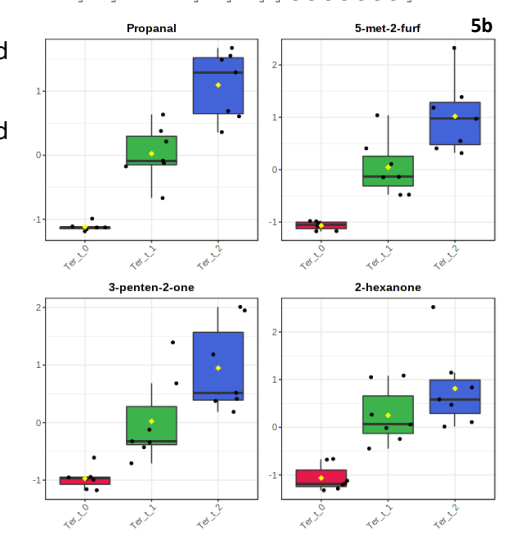 d
d
5b
Propanal
5-met-2-furf
1
0
-1
2
1
0
-1
Ter_t_0
Ter_t_1
Ter_t_2
Ter_t_0
Ter_t_1
Ter_t_2
3-penten-2-one
2-hexanone
2
1
0
-1
2
1
0
-1
Ter_t_0
Ter_t_1
Ter_t_2
Ter_t_0
Ter_t_1
Ter_t_2